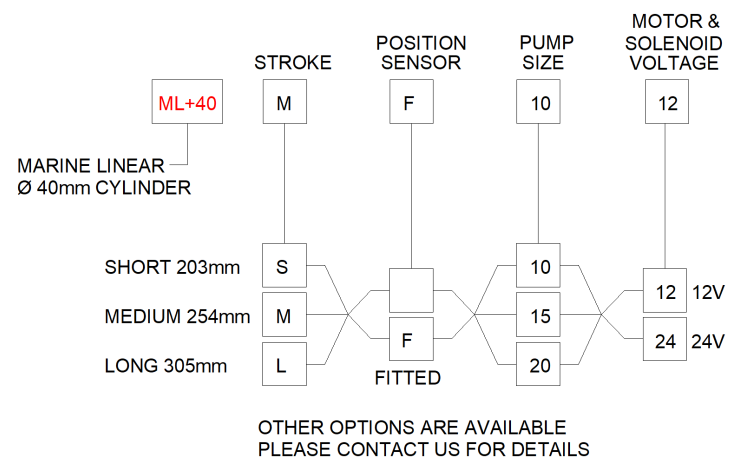 STROKE
POSITION
SENSOR
PUMP
SIZE
MOTOR &
SOLENOID
VOLTAGE
ML+40
M
F
10
12
MARINE LINEAR
Ø 40mm CYLINDER
SHORT 203mm
S
10
12
12V
MEDIUM 254mm
M
15
F
24
24V
LONG 305mm
L
20
FITTED
OTHER OPTIONS ARE AVAILABLE
PLEASE CONTACT US FOR DETAILS